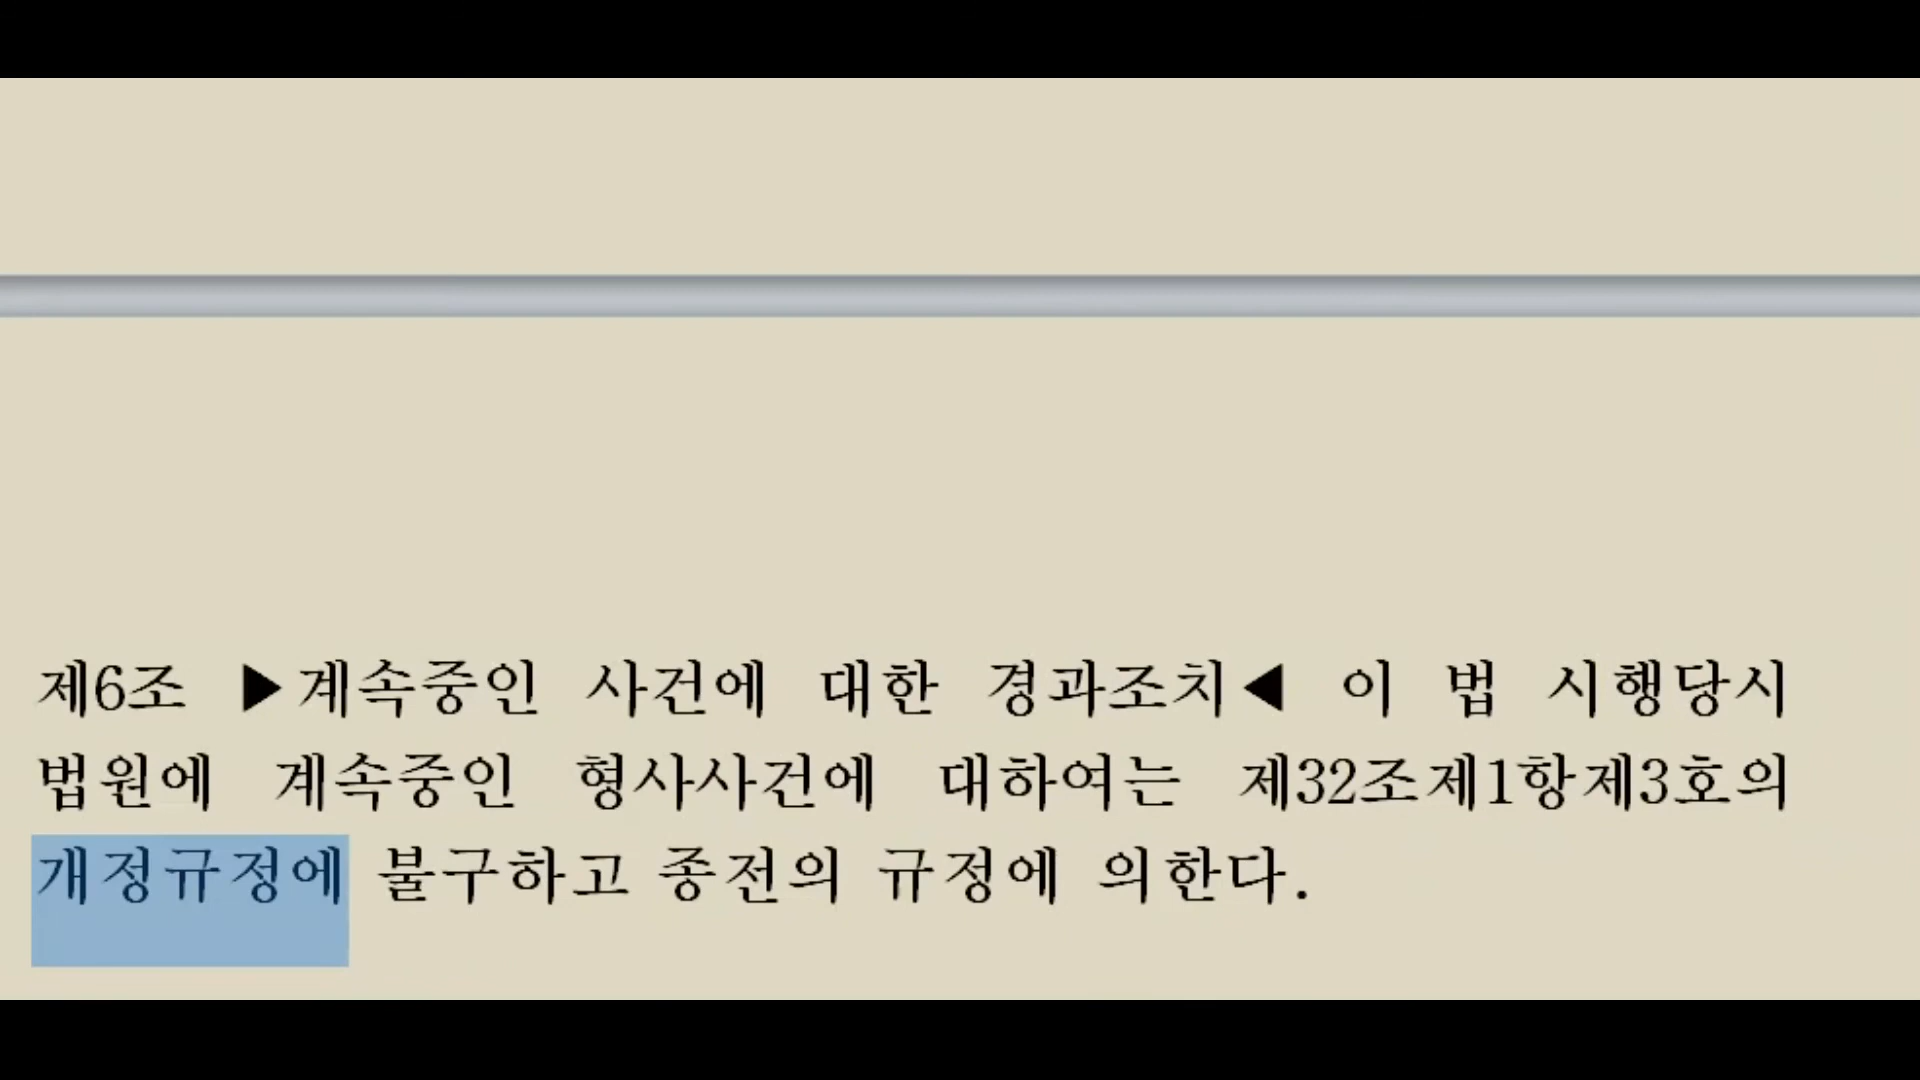 제6조 ▶계속중인 사건에 대한 경과조치◀ 이 법 시행당시
법원에 계속중인 형사사건에 대하여는 제32조제1항제3호의
개정규정에 불구하고 종전의 규정에 의한다.